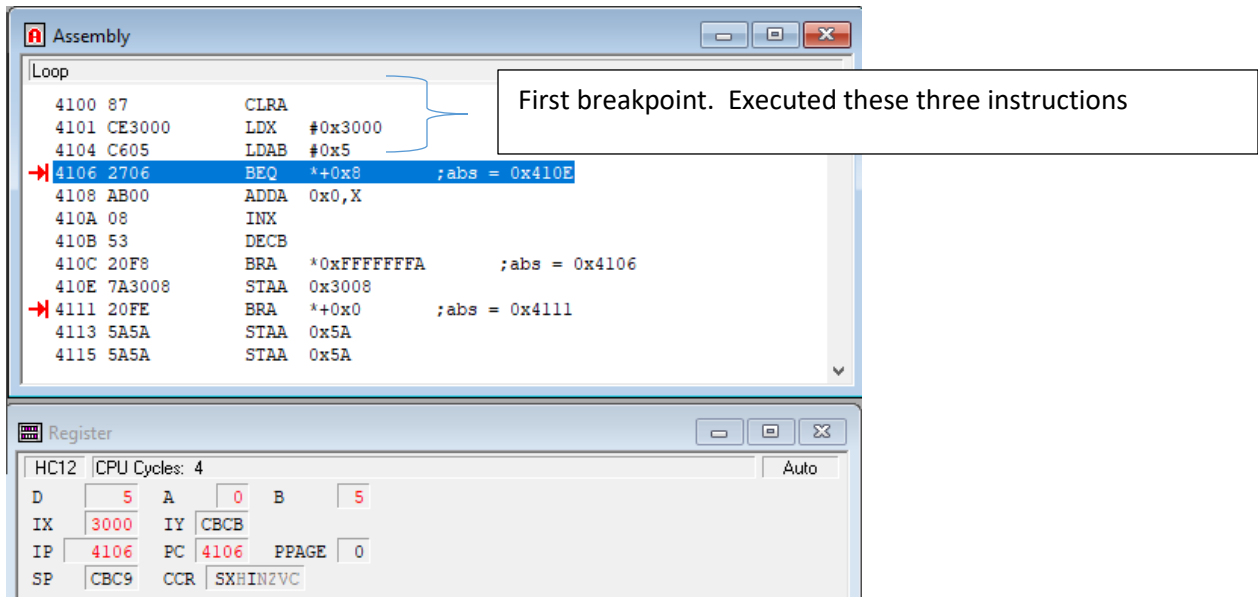 Assembly
Loop
First breakpoint. Executed these three instructions
4100 87 CLRA
4101 CE3000 LDX #0x3000
4104 C605 LDAB #0x5
4106 2706 BEQ *+0x8 ;abs = 0x410E
4108 AB00 ADDA 0x0,X
410A 08 INX
410B 53 DECB
410C 20F8 BRA *0xFFFFFFFA ;abs = 0x4106
410E 7A3008 STAA 0x3008
4111 20FE BRA *+0x0 ;abs = 0x4111
4113 5A5A STAA 0x5A
4115 5A5A STAA 0x5A
Register
HC12 CPU Cycles: 4 Auto
D 5 A 0 B 5
IX 3000 IY CBCB
IP 4106 PC 4106 PPAGE 0
SP CBC9 CCR SXHINZVC